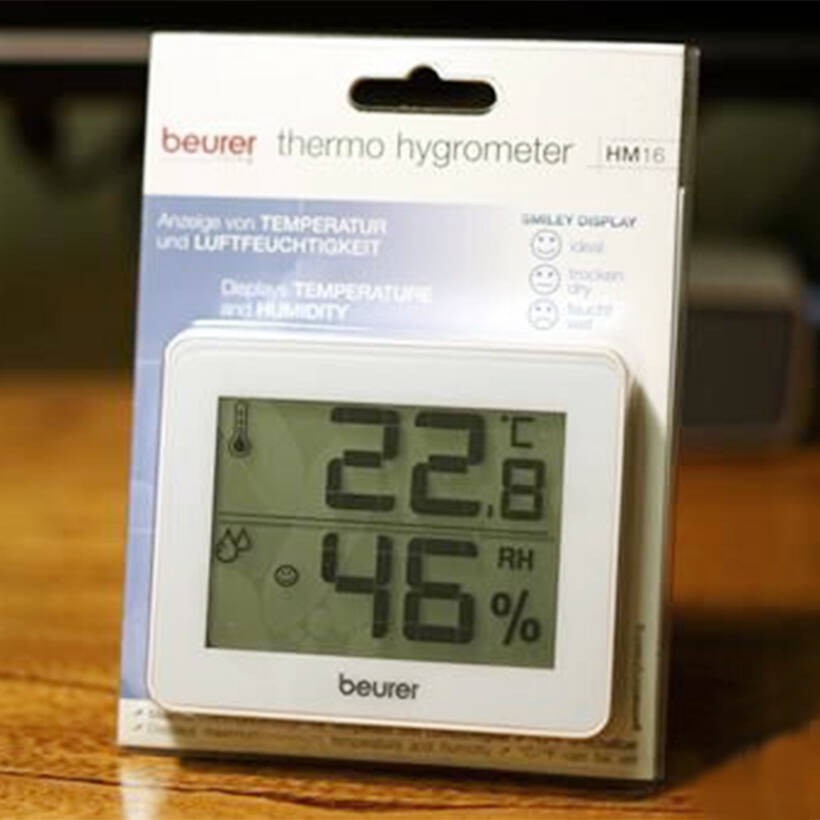 beurer thermo hygrometer HM16
Anzeige von TEMPERATUR
und LUFTFEUCHTIGKEIT
Displays TEMPERATURE
and HUMIDITY
SMILEY DISPLAY
ideal
trocken
dry
feucht
wet
22.8 °C
46 RH %
beurer